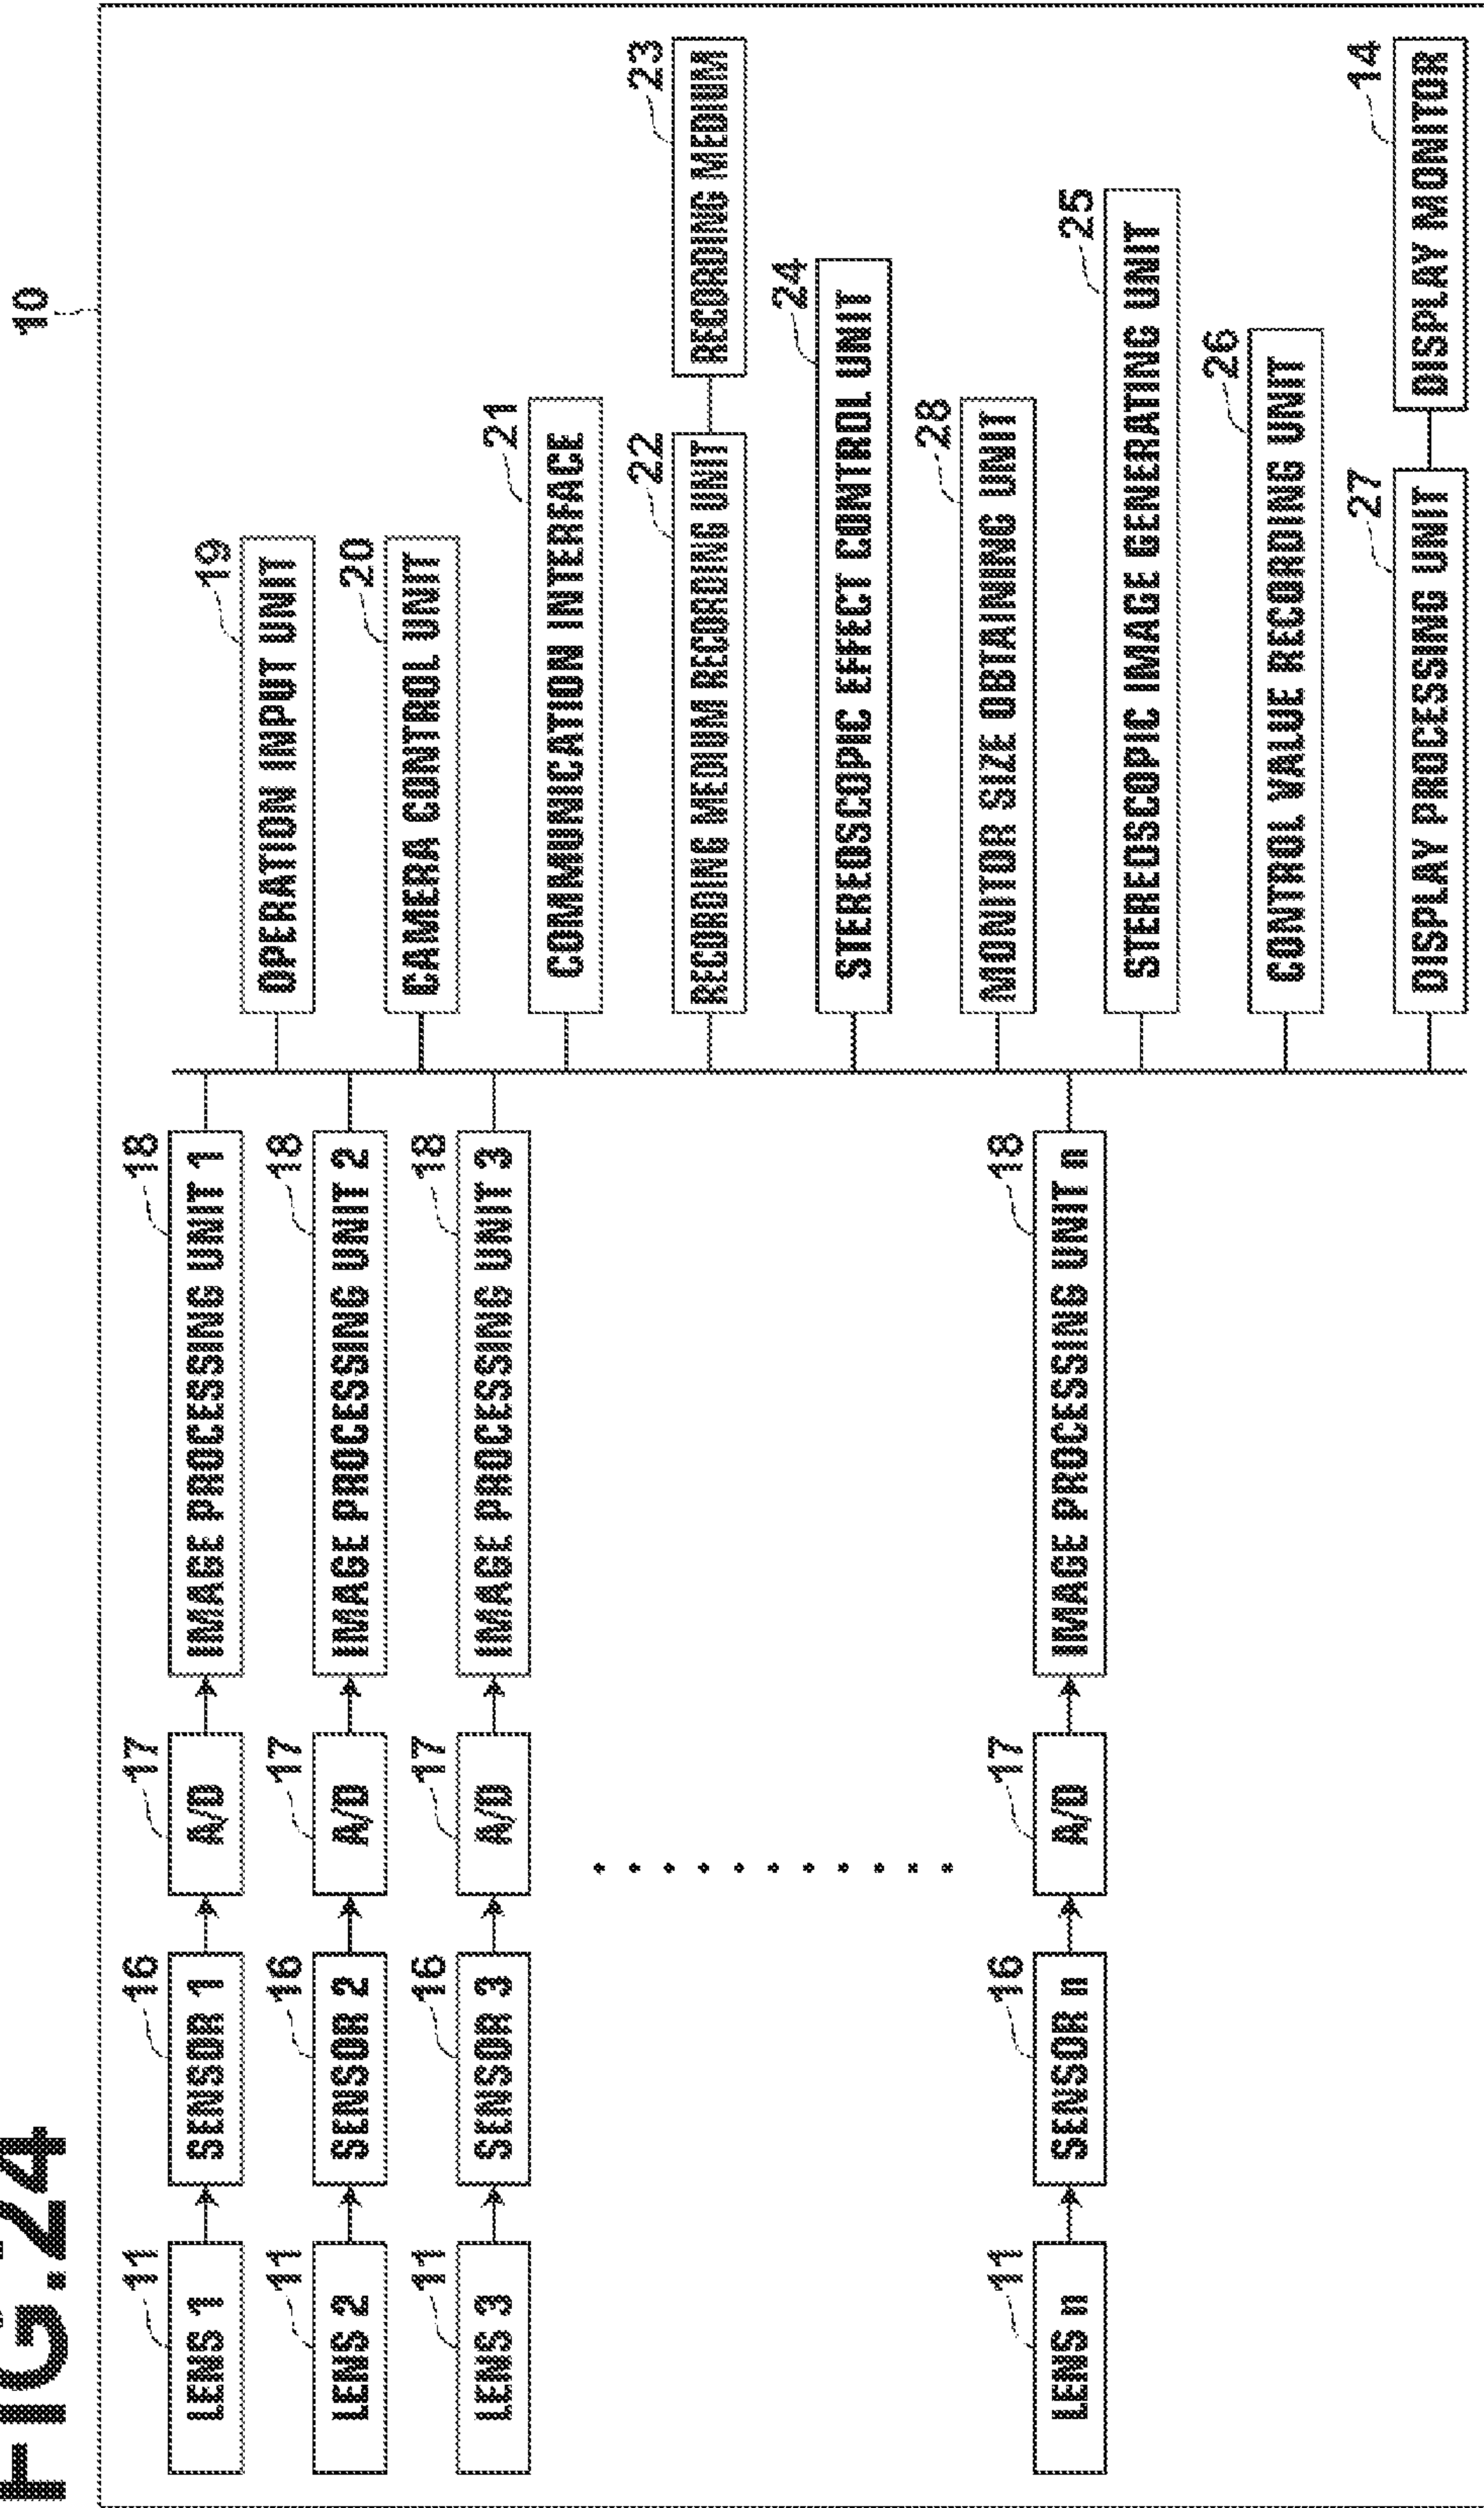 FIG.24
10
11
LENS 1
16
SENSOR 1
17
A/D
18
IMAGE PROCESSING UNIT 1
11
LENS 2
16
SENSOR 2
17
A/D
18
IMAGE PROCESSING UNIT 2
11
LENS 3
16
SENSOR 3
17
A/D
18
IMAGE PROCESSING UNIT 3
11
LENS n
16
SENSOR n
17
A/D
18
IMAGE PROCESSING UNIT n
19
OPERATION INPUT UNIT
20
CAMERA CONTROL UNIT
21
COMMUNICATION INTERFACE
22
RECORDING MEDIUM RECORDING UNIT
23
RECORDING MEDIUM
24
STEREOSCOPIC EFFECT CONTROL UNIT
28
MONITOR SIZE OBTAINING UNIT
25
STEREOSCOPIC IMAGE GENERATING UNIT
26
CONTROL VALUE RECORDING UNIT
27
DISPLAY PROCESSING UNIT
14
DISPLAY MONITOR